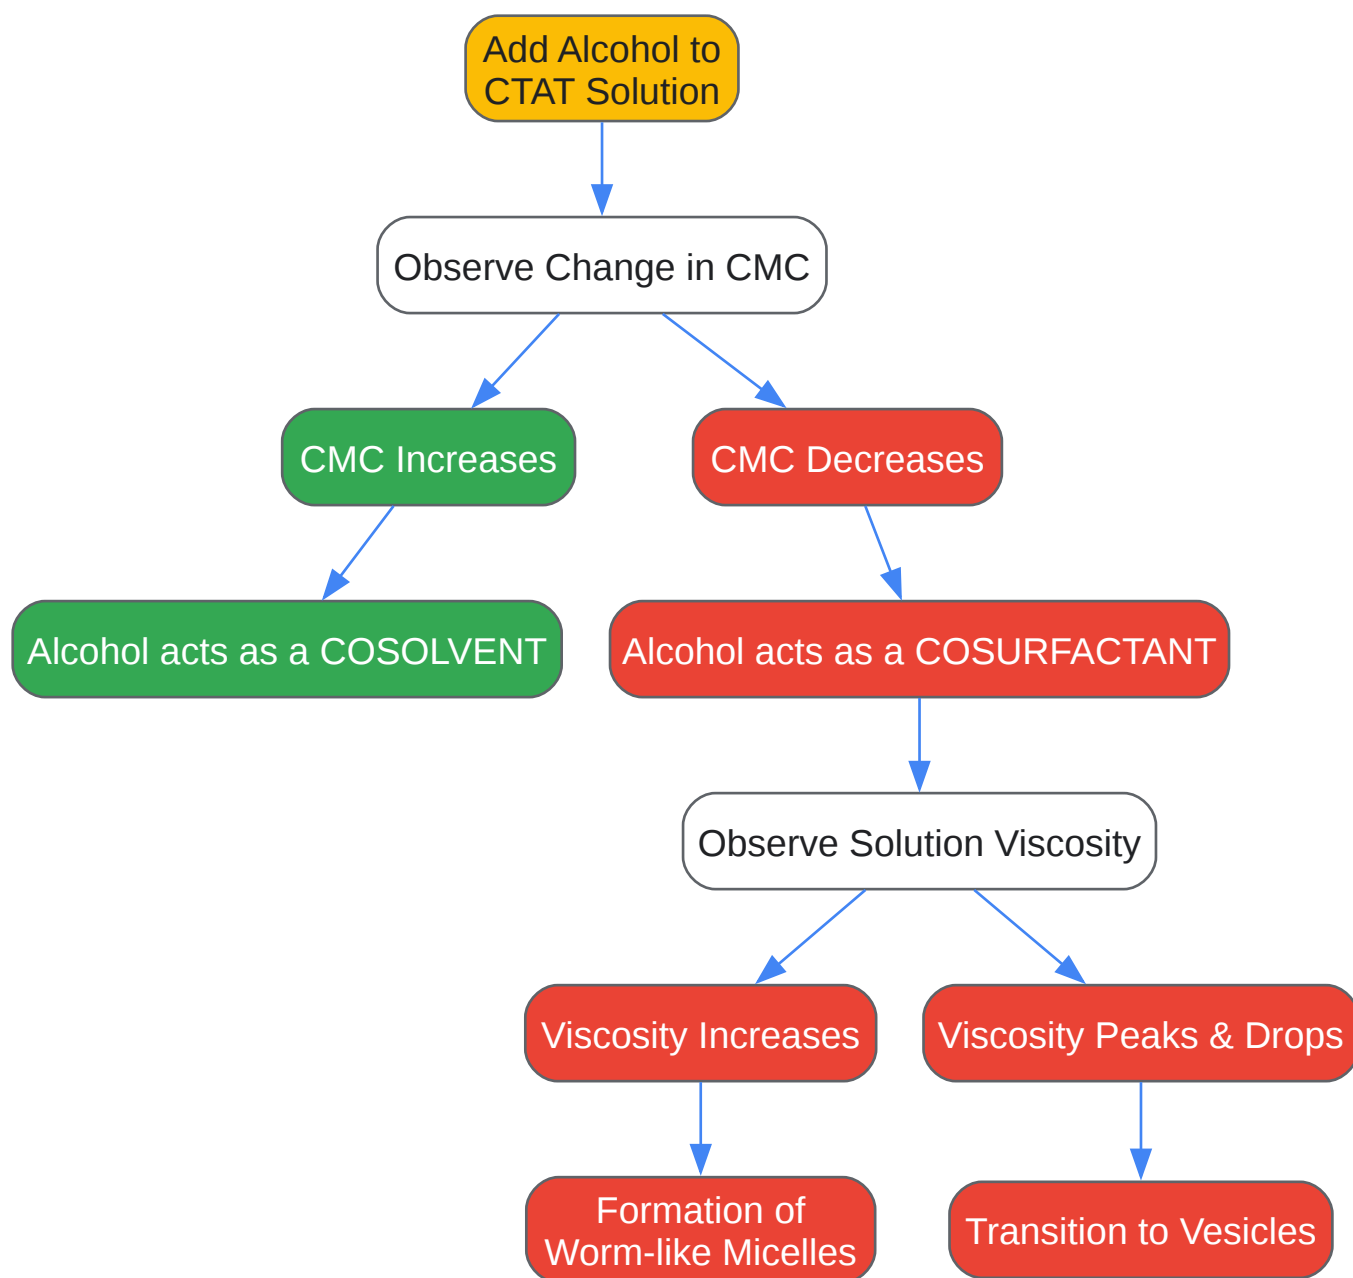 Add Alcohol to
CTAT Solution
Observe Change in CMC
CMC Increases
CMC Decreases
Alcohol acts as a COSOLVENT
Alcohol acts as a COSURFACTANT
Observe Solution Viscosity
Viscosity Increases
Viscosity Peaks & Drops
Formation of
Worm-like Micelles
Transition to Vesicles